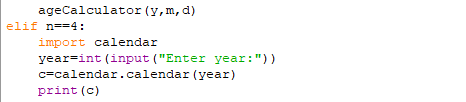 ageCalculator(y,m,d)
elif n==4:
    import calendar
    year=int(input("Enter year:"))
    c=calendar.calendar(year)
    print(c)